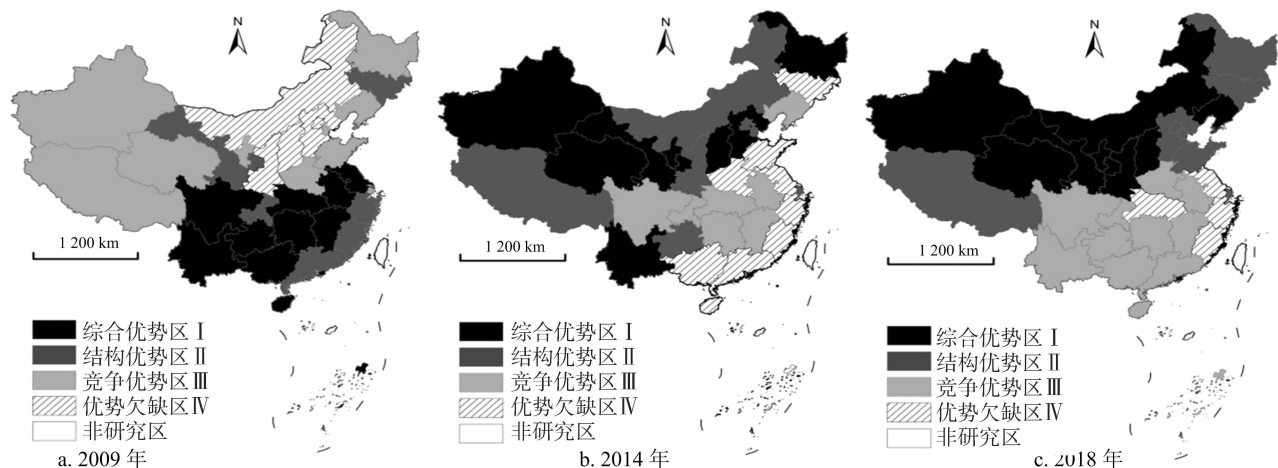 N
1 200 km
综合优势区Ⅰ
结构优势区Ⅱ
竞争优势区Ⅲ
优势欠缺区Ⅳ
非研究区
a. 2009 年
N
1 200 km
综合优势区Ⅰ
结构优势区Ⅱ
竞争优势区Ⅲ
优势欠缺区Ⅳ
非研究区
b. 2014 年
N
1 200 km
综合优势区Ⅰ
结构优势区Ⅱ
竞争优势区Ⅲ
优势欠缺区Ⅳ
非研究区
c. 2018 年